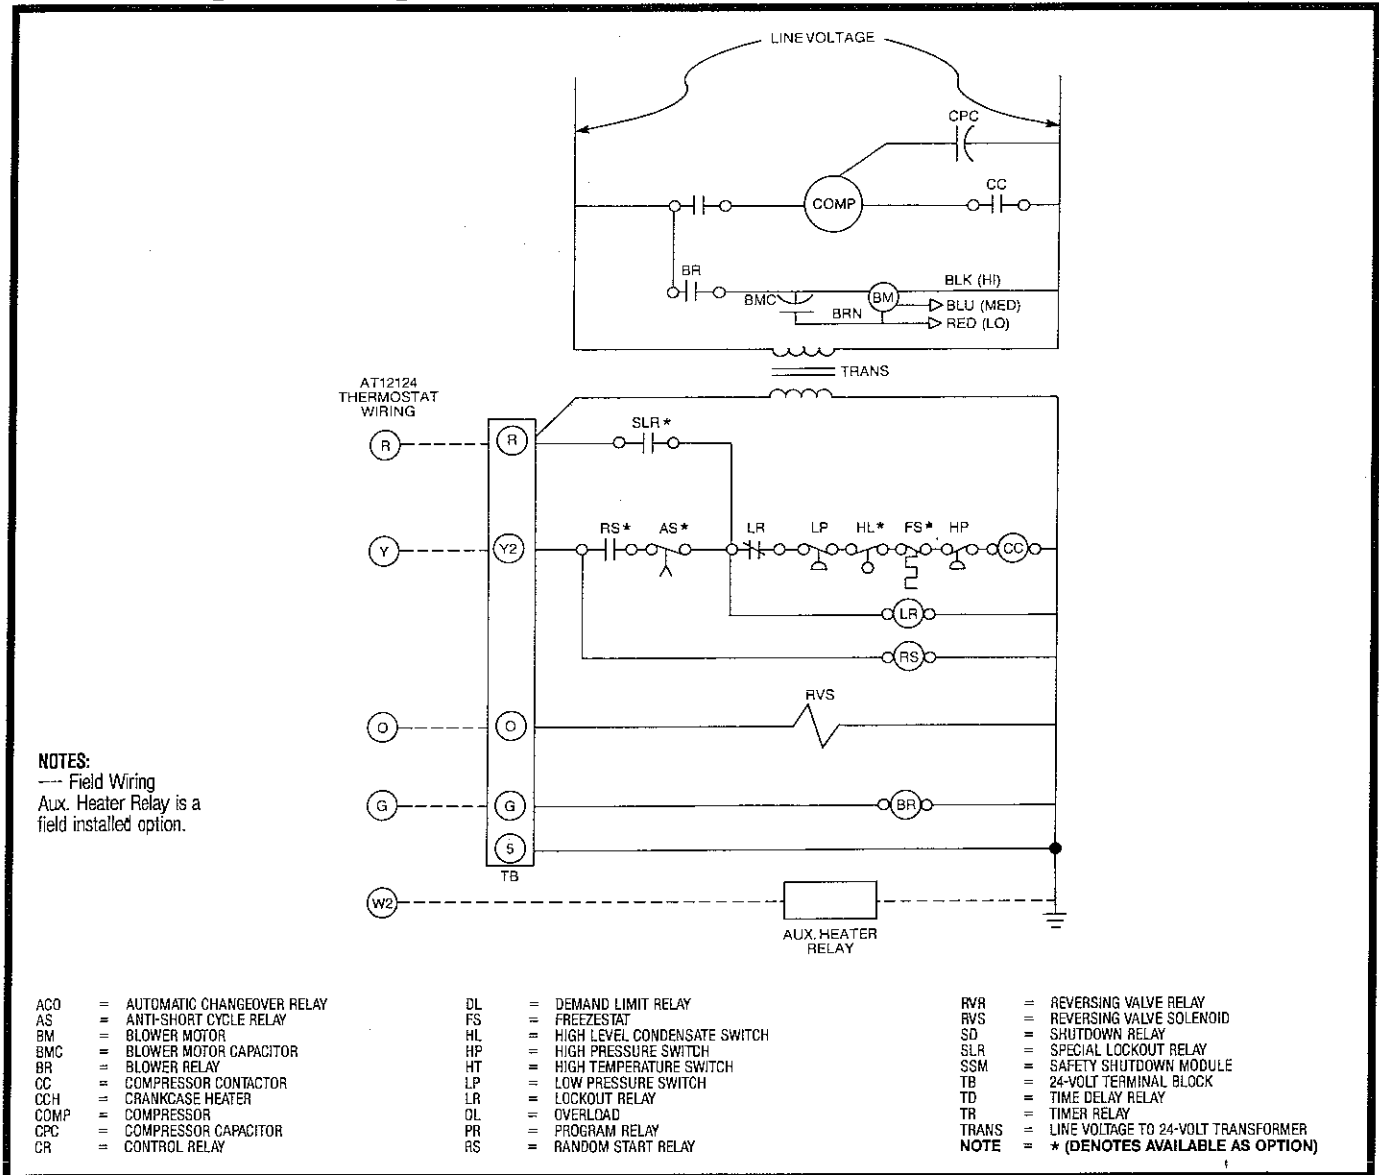 LINE VOLTAGE
CPC
CC
COMP
BR
BLK (HI)
BMC
BM
BLU (MED)
BRN
RED (LO)
TRANS
AT12124
THERMOSTAT
WIRING
SLR *
R
R
RS *
AS *
LR
LP
HL *
FS *
HP
Y
Y2
CC
LR
RS
RVS
O
O
NOTES:
---- Field Wiring
Aux. Heater Relay is a
field installed option.
G
G
BR
5
TB
W2
AUX. HEATER
RELAY
ACO = AUTOMATIC CHANGEOVER RELAY
AS = ANTI-SHORT CYCLE RELAY
BM = BLOWER MOTOR
BMC = BLOWER MOTOR CAPACITOR
BR = BLOWER RELAY
CC = COMPRESSOR CONTACTOR
CCH = CRANKCASE HEATER
COMP = COMPRESSOR
CPC = COMPRESSOR CAPACITOR
CR = CONTROL RELAY
DL = DEMAND LIMIT RELAY
FS = FREEZESTAT
HL = HIGH LEVEL CONDENSATE SWITCH
HP = HIGH PRESSURE SWITCH
HT = HIGH TEMPERATURE SWITCH
LP = LOW PRESSURE SWITCH
LR = LOCKOUT RELAY
OL = OVERLOAD
PR = PROGRAM RELAY
RS = RANDOM START RELAY
RVR = REVERSING VALVE RELAY
RVS = REVERSING VALVE SOLENOID
SD = SHUTDOWN RELAY
SLR = SPECIAL LOCKOUT RELAY
SSM = SAFETY SHUTDOWN MODULE
TB = 24-VOLT TERMINAL BLOCK
TD = TIME DELAY RELAY
TR = TIMER RELAY
TRANS = LINE VOLTAGE TO 24-VOLT TRANSFORMER
NOTE = * (DENOTES AVAILABLE AS OPTION)